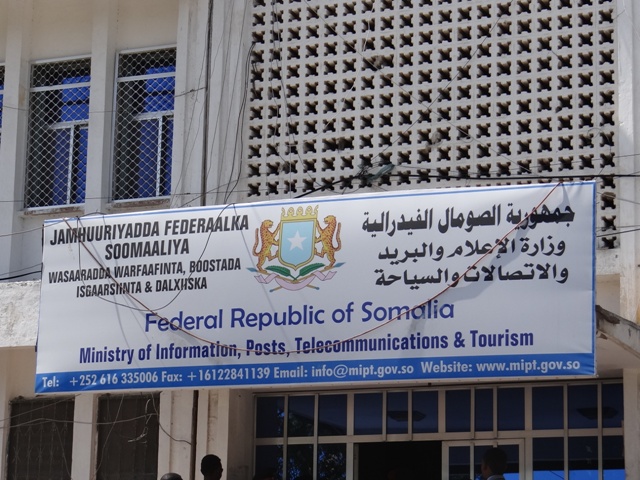 JAMHUURIYADDA FEDERAALKA
SOOMAALIYA
WASAARADDA WARFAAFINTA, BOOSTADA
ISGAARSIINTA & DALXIISKA
جمهورية الصومال الفيدرالية
وزارة الإعلام والبريد
والاتصالات والسياحة
Federal Republic of Somalia
Ministry of Information, Posts, Telecommunications & Tourism
Tel: +252 616 335006 Fax: +16122841139 Email: info@mipt.gov.so Website: www.mipt.gov.so